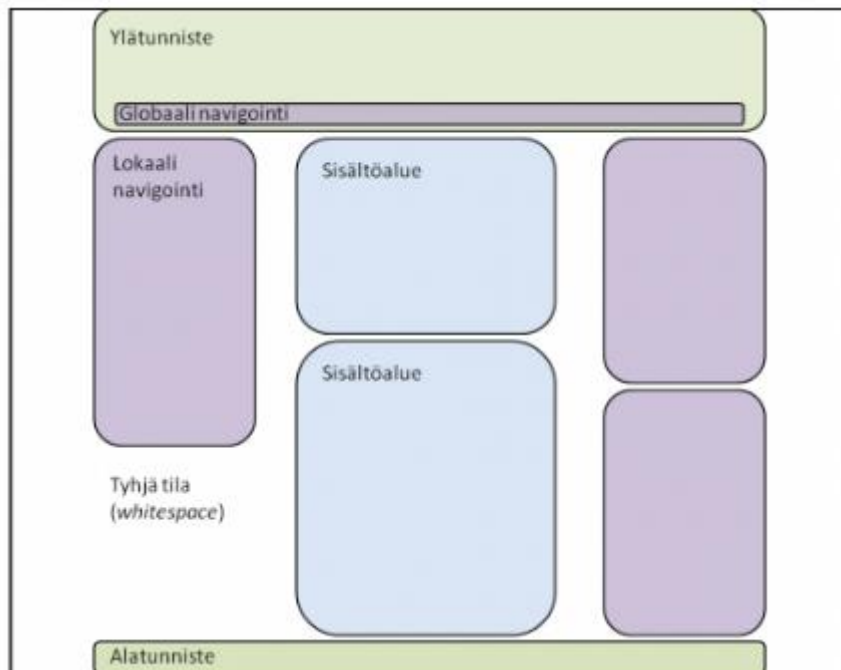 Ylätunniste
Globaali navigointi
Lokaali
navigointi
Sisältöalue
Sisältöalue
Tyhjä tila
(whitespace)
Alatunniste